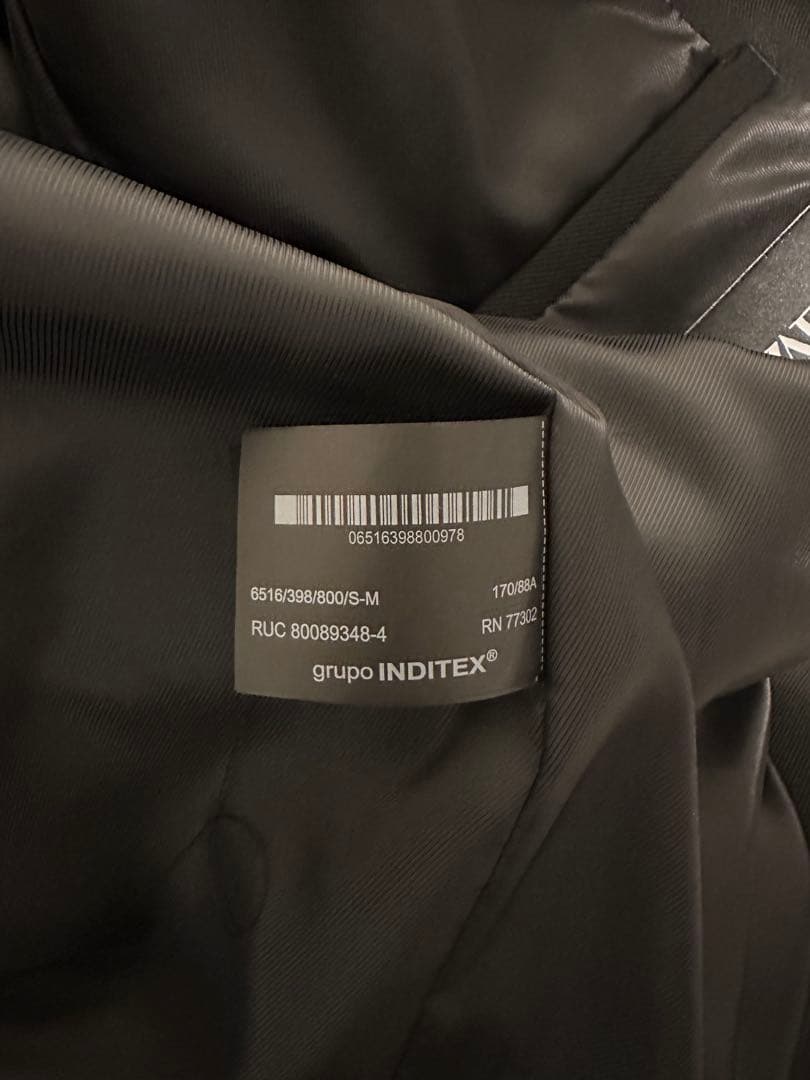 06516398800978
6516/398/800/S-M 170/88A
RUC 80089348-4 RN 77302
grupo INDITEX®